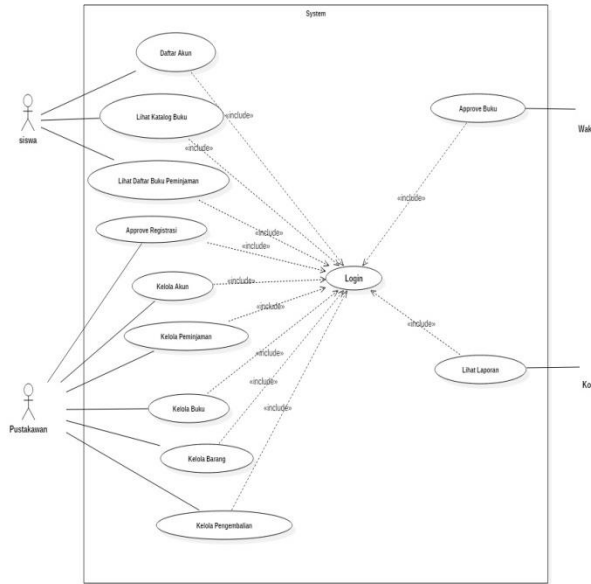 System
Daftar Akun
Lihat Katalog Buku
«include»
Approve Buku
siswa
«include»
Wak
Lihat Daftar Buku Peminjaman
«include»
Approve Registrasi
«include»
«include»
Kelola Akun
«include»
Login
«include»
Kelola Peminjaman
«include»
«include»
Lihat Laporan
Ko
Kelola Buku
«include»
Pustakawan
Kelola Barang
Kelola Pengembalian